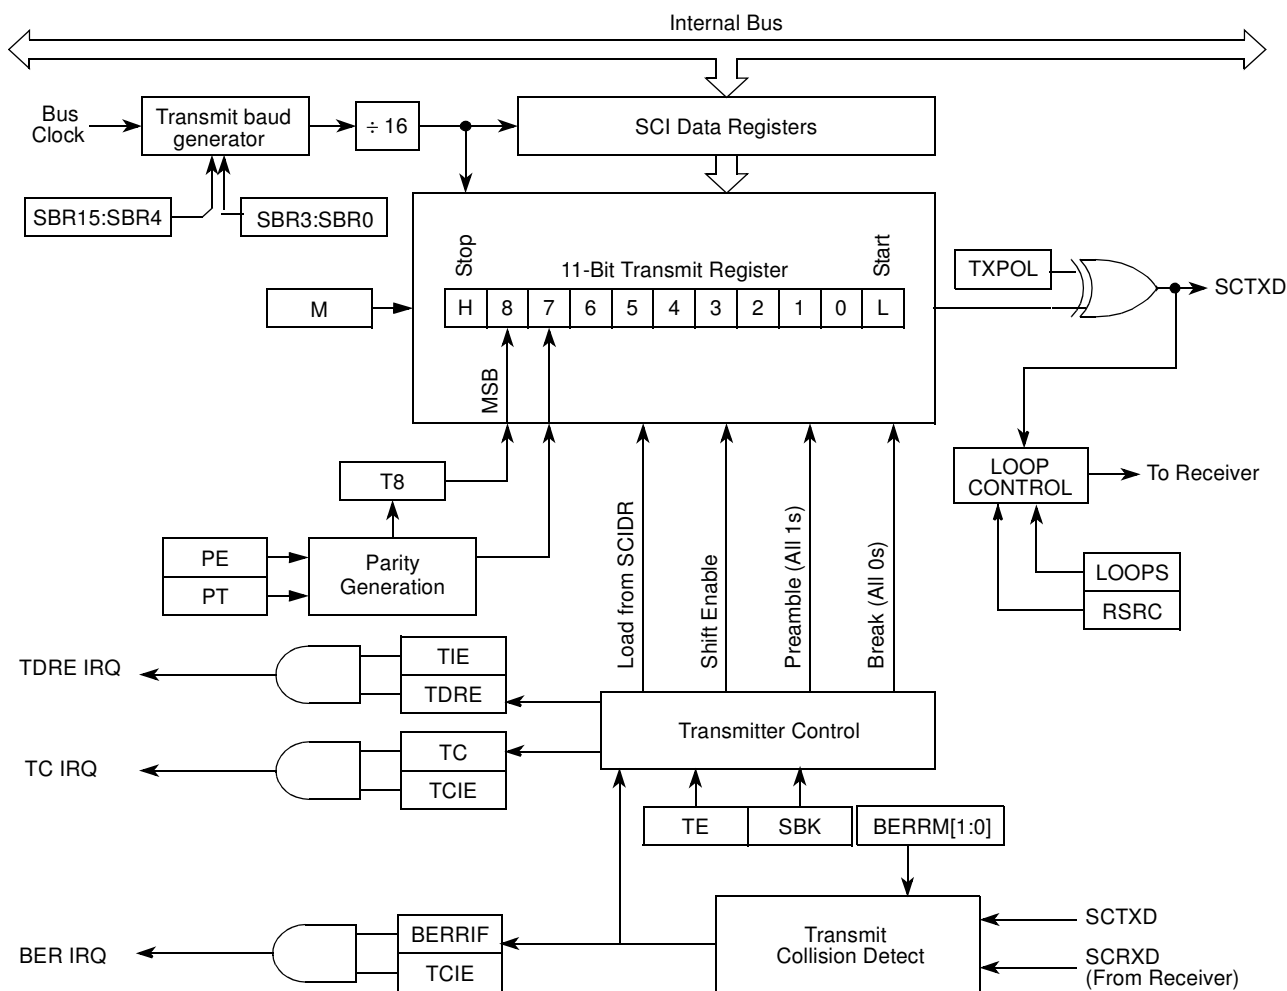 Internal Bus
Bus
Clock
Transmit baud
generator
÷ 16
SCI Data Registers
SBR15:SBR4
SBR3:SBR0
Stop
11-Bit Transmit Register
Start
M
H 8 7 6 5 4 3 2 1 0 L
TXPOL
SCTXD
MSB
T8
LOOP
CONTROL
To Receiver
PE
PT
Parity
Generation
Load from SCIDR
Shift Enable
Preamble (All 1s)
Break (All 0s)
LOOPS
RSRC
TDRE IRQ
TIE
TDRE
Transmitter Control
TC IRQ
TC
TCIE
TE
SBK
BERRM[1:0]
BER IRQ
BERRIF
TCIE
Transmit
Collision Detect
SCTXD
SCRXD
(From Receiver)